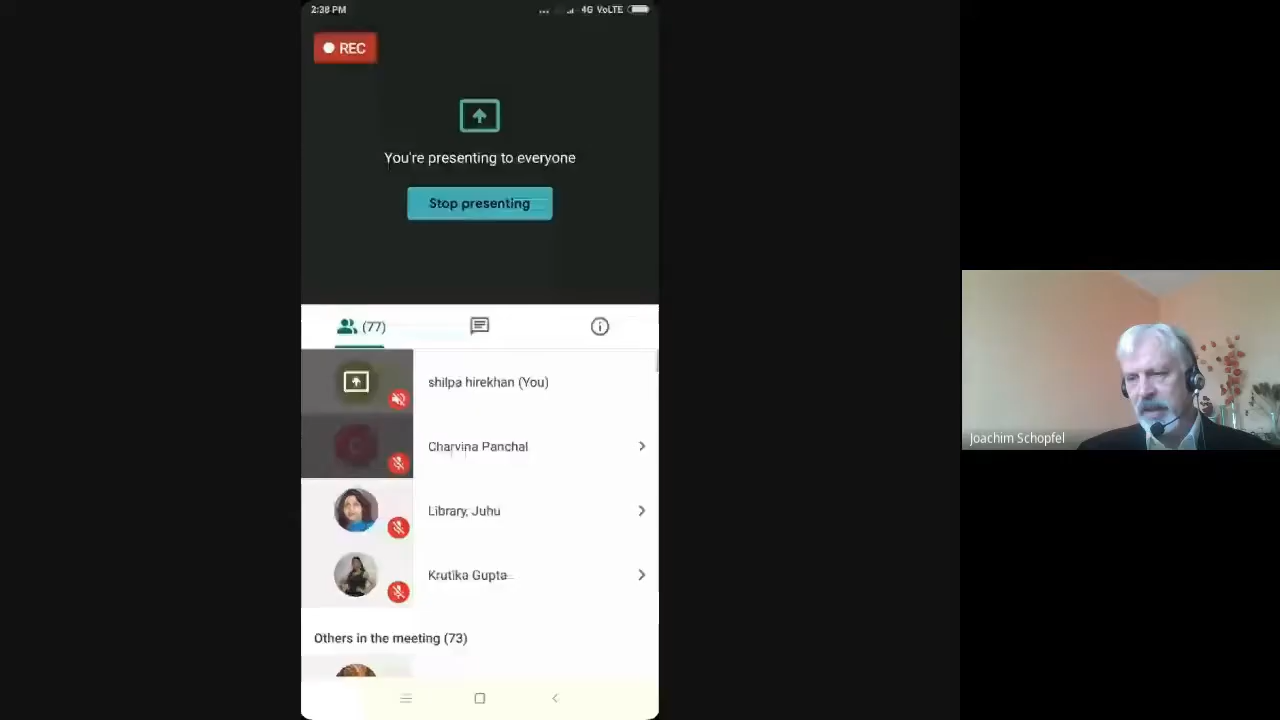 2:38 PM
4G VoLTE
REC
You're presenting to everyone
Stop presenting
(77)
shilpa hirekhan (You)
Charvina Panchal
Library, Juhu
Krutika Gupta
Others in the meeting (73)
Joachim Schopfel